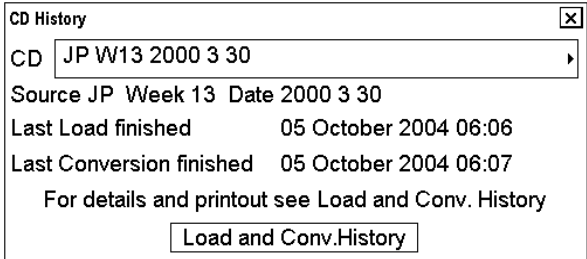 CD History
CD JP W13 2000 3 30
Source JP Week 13 Date 2000 3 30
Last Load finished 05 October 2004 06:06
Last Conversion finished 05 October 2004 06:07
For details and printout see Load and Conv. History
Load and Conv.History